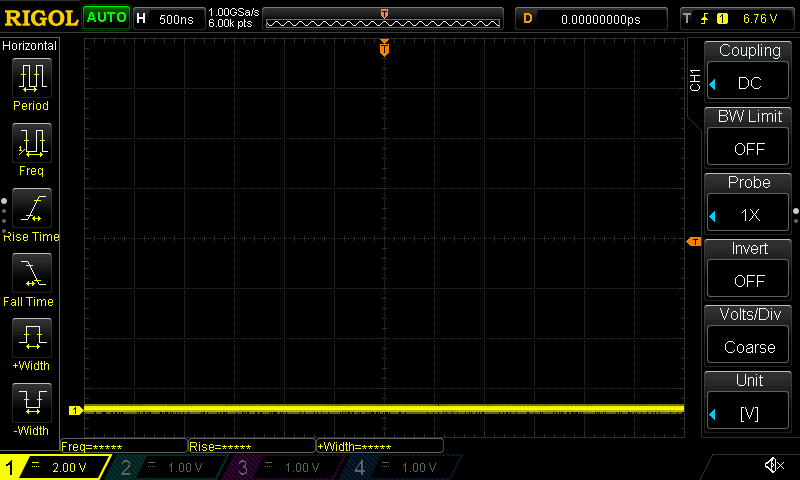 RIGOL AUTO H 500ns 1.00GSa/s 6.00k pts T D 0.00000000ps T 1 6.76 V
Horizontal
Period
Freq
Rise Time
Fall Time
+Width
-Width
T
T
1
CH1
Coupling
DC
BW Limit
OFF
Probe
1X
Invert
OFF
Volts/Div
Coarse
Unit
[V]
Freq=***** Rise=***** +Width=*****
1 2.00 V 2 1.00 V 3 1.00 V 4 1.00 V